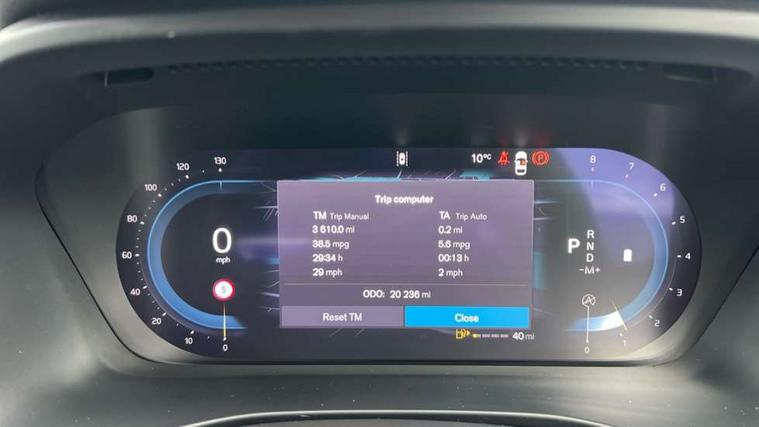 10°C
P
120
130
8
7
100
6
80
5
60
4
40
3
20
2
10
0
0
1
0
mph
5
Trip computer
TM Trip Manual TA Trip Auto
3 610.0 mi 0.2 mi
38.5 mpg 5.6 mpg
29:34 h 00:13 h
29 mph 2 mph
ODO: 20 236 mi
Reset TM Close
P
R
N
D
-M+
A
40 mi